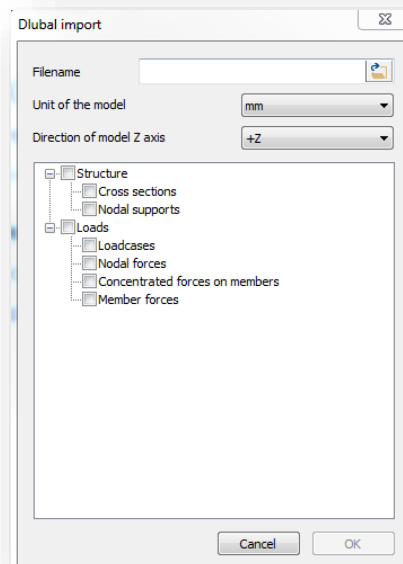 Dlubal import
Filename
Unit of the model mm
Direction of model Z axis +Z
Structure
Cross sections
Nodal supports
Loads
Loadcases
Nodal forces
Concentrated forces on members
Member forces
Cancel OK